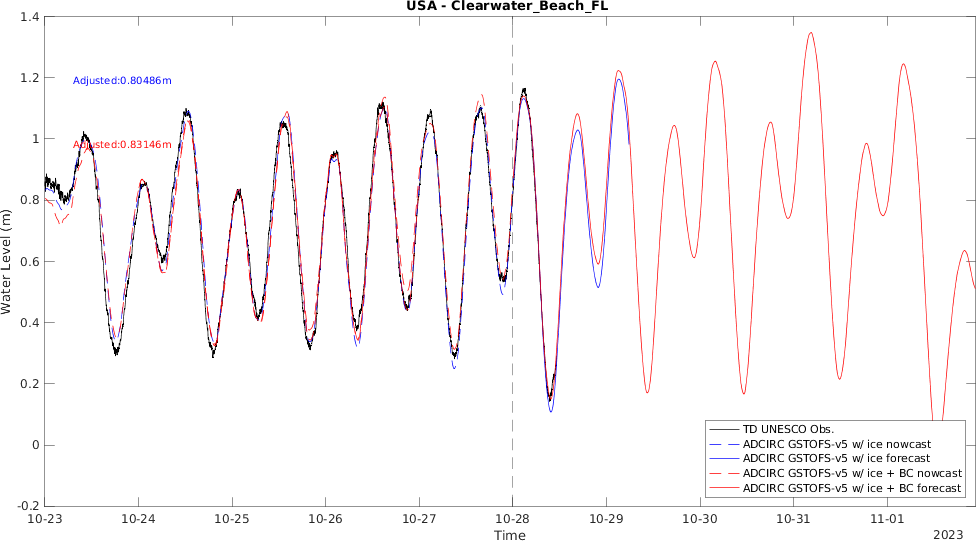 USA - Clearwater_Beach_FL
1.4
1.2
1
0.8
0.6
0.4
0.2
0
-0.2
Water Level (m)
Adjusted:0.80486m
Adjusted:0.83146m
TD UNESCO Obs.
ADCIRC GSTOFS-v5 w/ ice nowcast
ADCIRC GSTOFS-v5 w/ ice forecast
ADCIRC GSTOFS-v5 w/ ice + BC nowcast
ADCIRC GSTOFS-v5 w/ ice + BC forecast
10-23 10-24 10-25 10-26 10-27 10-28 10-29 10-30 10-31 11-01
Time
2023